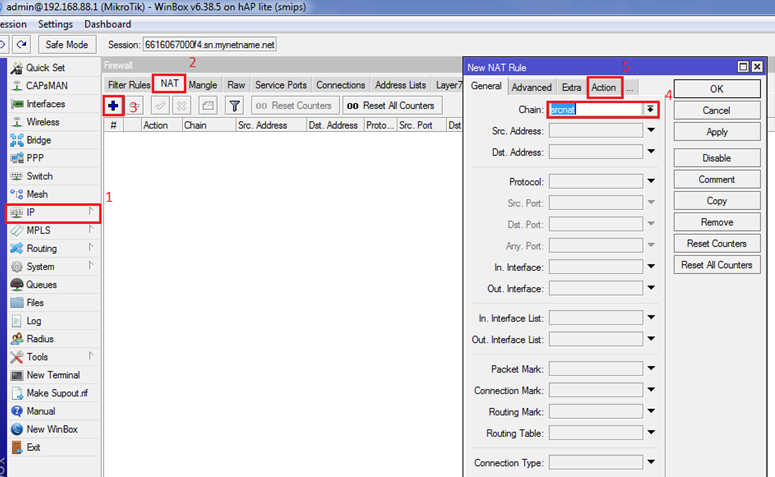 admin@192.168.88.1 (MikroTik) - WinBox v6.38.5 on hAP lite (smips)
ession Settings Dashboard
Safe Mode Session: 6616067000f4.sn.mynetname.net
Quick Set
CAPsMAN
Interfaces
Wireless
Bridge
PPP
Switch
Mesh
IP
MPLS
Routing
System
Queues
Files
Log
Radius
Tools
New Terminal
Make Supout.rif
Manual
New WinBox
Exit
1
Firewall
2
Filter Rules NAT Mangle Raw Service Ports Connections Address Lists Layer7
3
00 Reset Counters 00 Reset All Counters
# Action Chain Src. Address Dst. Address Proto... Src. Port Dst
New NAT Rule
5
General Advanced Extra Action ...
4
Chain: srcnat
Src. Address:
Dst. Address:
Protocol:
Src. Port:
Dst. Port:
Any. Port:
In. Interface:
Out. Interface:
In. Interface List:
Out. Interface List:
Packet Mark:
Connection Mark:
Routing Mark:
Routing Table:
Connection Type:
OK
Cancel
Apply
Disable
Comment
Copy
Remove
Reset Counters
Reset All Counters